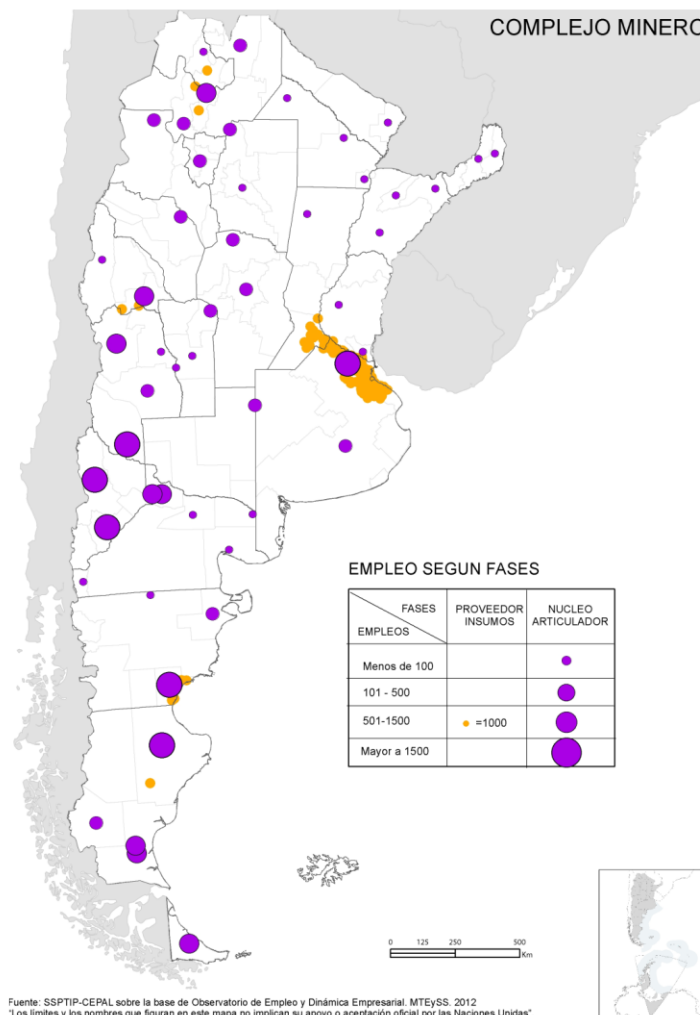 COMPLEJO MINERO
EMPLEO SEGUN FASES
FASES
EMPLEOS
PROVEEDOR
INSUMOS
NUCLEO
ARTICULADOR
Menos de 100
101 - 500
501-1500
=1000
Mayor a 1500
0 125 250 500
Km
Fuente: SSPTIP-CEPAL sobre la base de Observatorio de Empleo y Dinámica Empresarial. MTEySS. 2012
"Los límites y los nombres que figuran en este mapa no implican su apoyo o aceptación oficial por las Naciones Unidas"